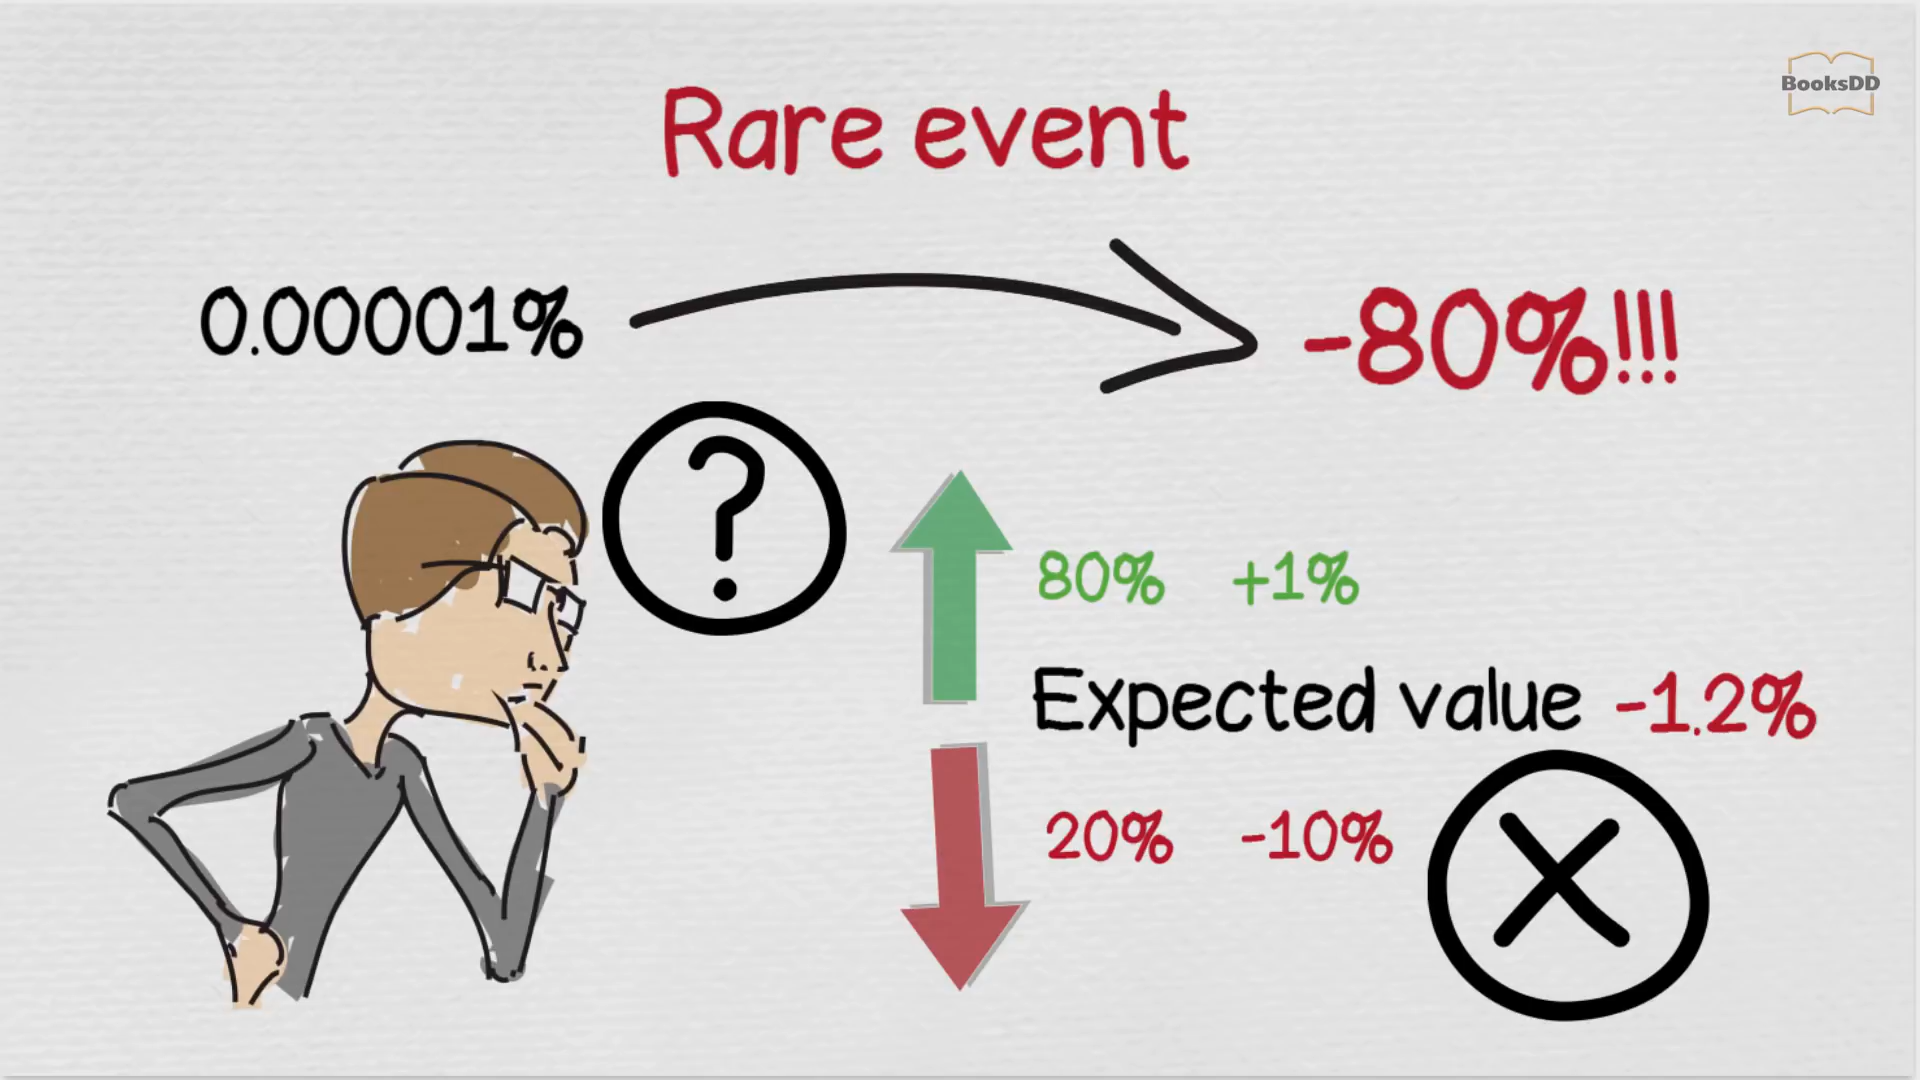 BooksDD
Rare event
0.00001% -80%!!!
?
80% +1%
Expected value -1.2%
20% -10%